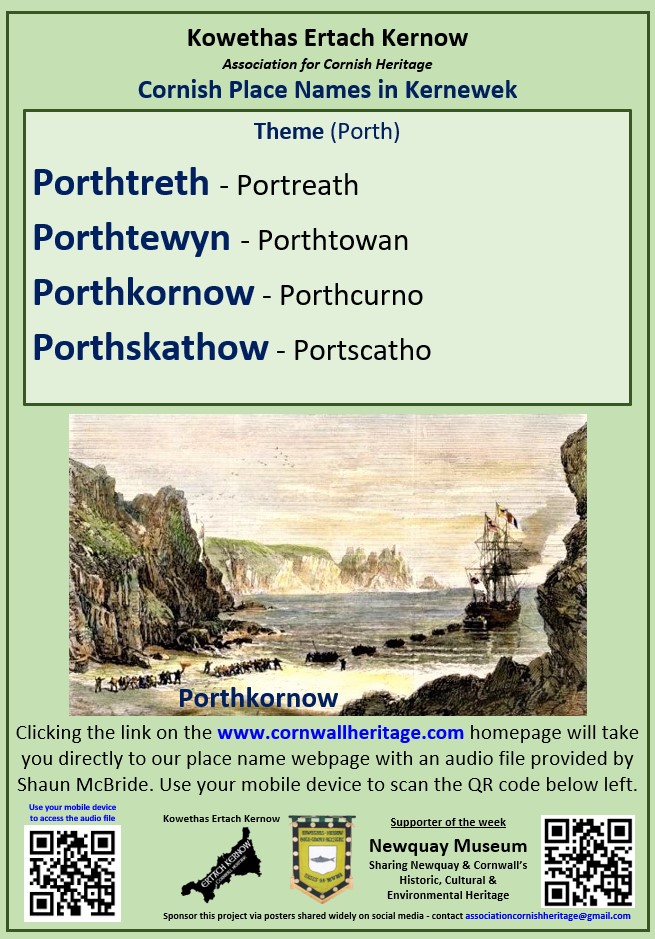 Kowethas Ertach Kernow
Association for Cornish Heritage
Cornish Place Names in Kernewek
Theme (Porth)
Porthtreth - Portreath
Porthtewyn - Porthtowan
Porthkornow - Porthcurno
Porthskathow - Portscatho
Porthkornow
Clicking the link on the www.cornwallheritage.com homepage will take
you directly to our place name webpage with an audio file provided by
Shaun McBride. Use your mobile device to scan the QR code below left.
Use your mobile device
to access the audio file
Kowethas Ertach Kernow
ERTACH KERNOW
Supporter of the week
Newquay Museum
Sharing Newquay & Cornwall's
Historic, Cultural &
Environmental Heritage
Sponsor this project via posters shared widely on social media - contact associationcornishheritage@gmail.com